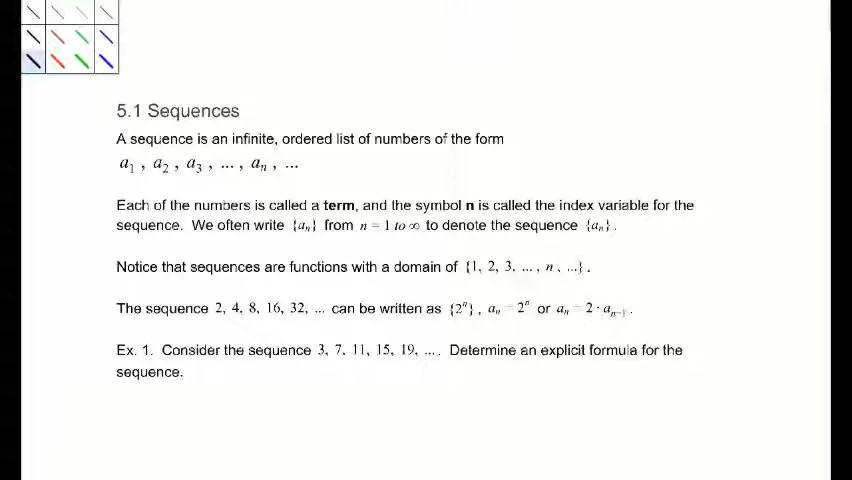 5.1 Sequences
A sequence is an infinite, ordered list of numbers of the form
a₁ , a₂ , a₃ , ... , aₙ , ...
Each of the numbers is called a term, and the symbol n is called the index variable for the
sequence. We often write {aₙ} from n = 1 to ∞ to denote the sequence {aₙ} .
Notice that sequences are functions with a domain of {1, 2, 3, ... , n , ...} .
The sequence 2, 4, 8, 16, 32, ... can be written as {2ⁿ} , aₙ = 2ⁿ or aₙ = 2 · aₙ₋₁ .
Ex. 1. Consider the sequence 3, 7, 11, 15, 19, ... . Determine an explicit formula for the
sequence.